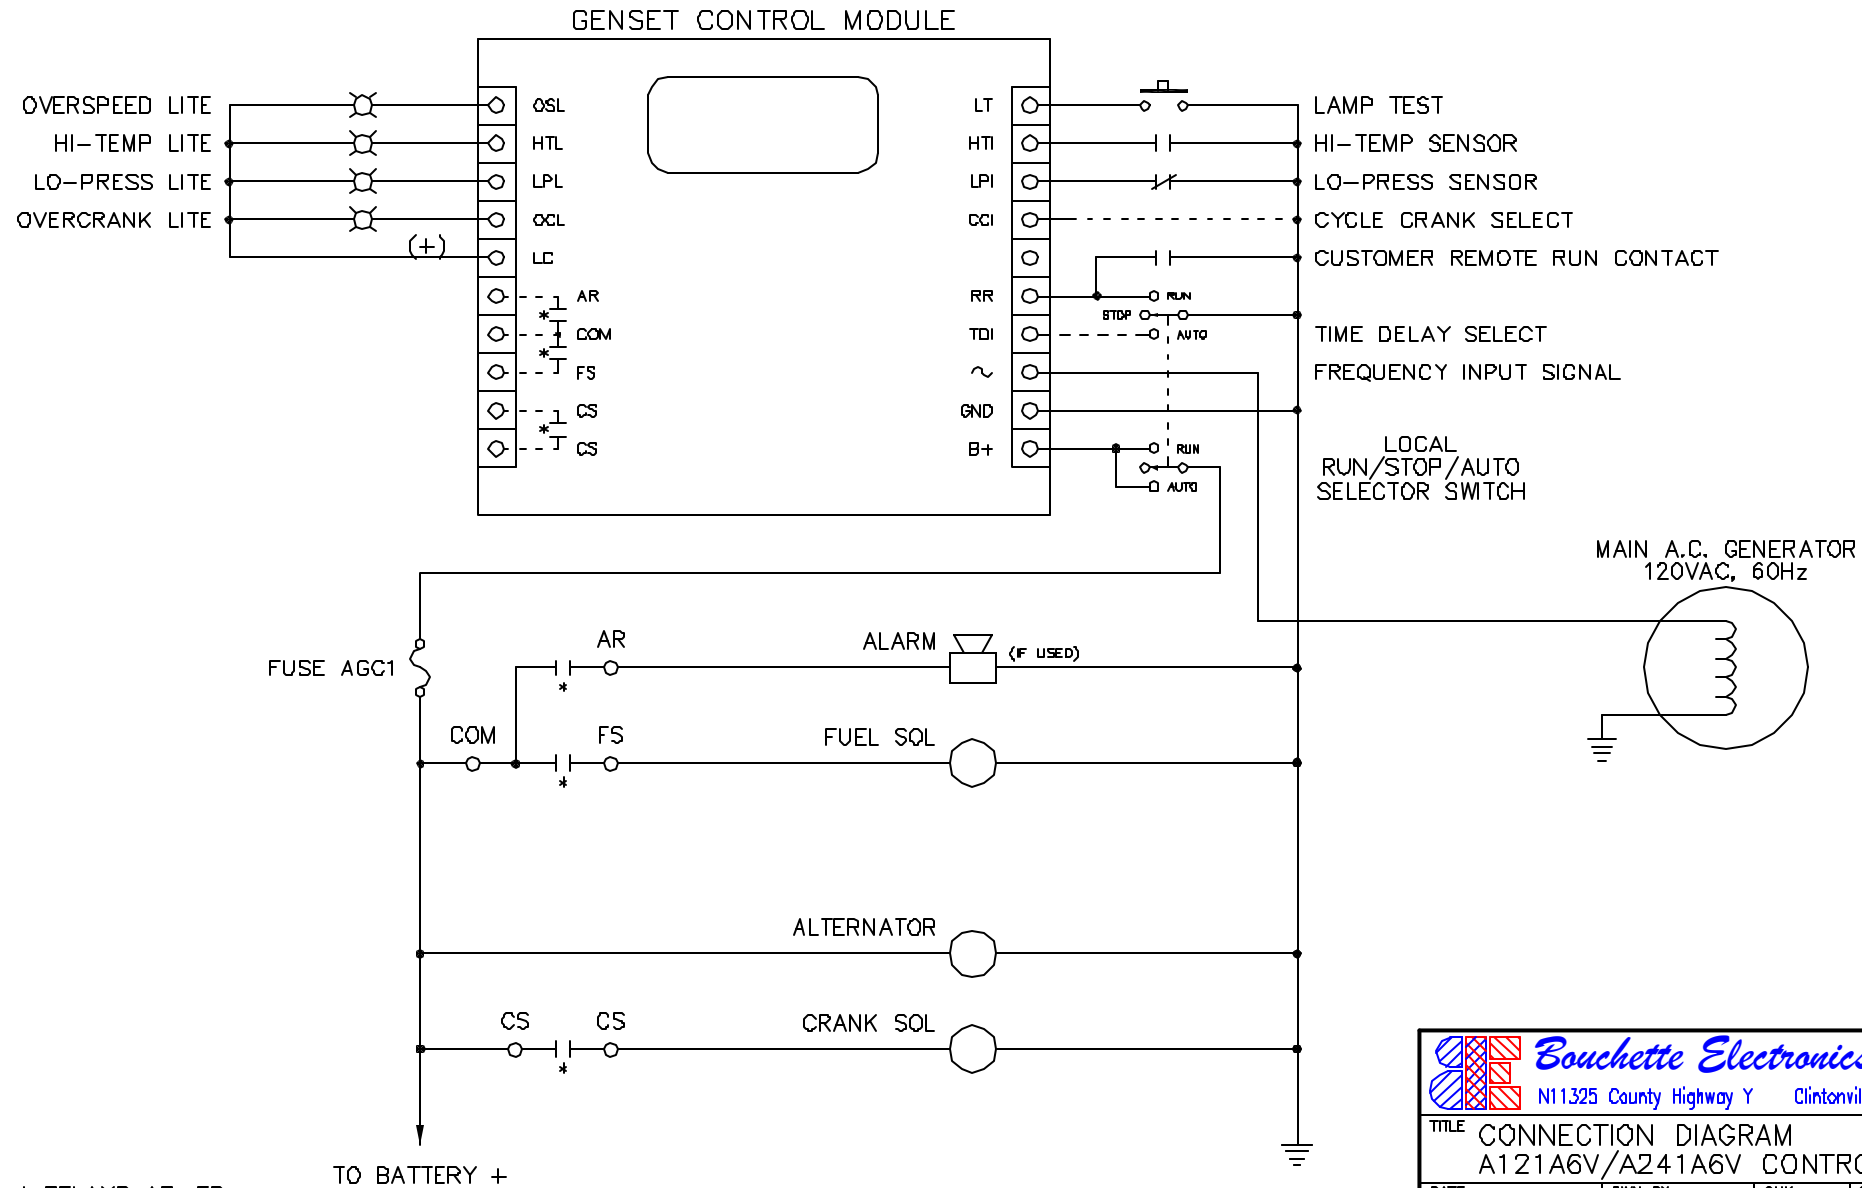 GENSET CONTROL MODULE
OVERSPEED LITE
HI-TEMP LITE
LO-PRESS LITE
OVERCRANK LITE
(+)
OSL
HTL
LPL
OCL
LC
AR
*
COM
*
FS
CS
*
CS
LT
HTI
LPI
CCI
RR
TDI
GND
B+
RUN
STOP
AUTO
RUN
AUTO
LAMP TEST
HI-TEMP SENSOR
LO-PRESS SENSOR
CYCLE CRANK SELECT
CUSTOMER REMOTE RUN CONTACT
TIME DELAY SELECT
FREQUENCY INPUT SIGNAL
LOCAL
RUN/STOP/AUTO
SELECTOR SWITCH
MAIN A.C. GENERATOR
120VAC, 60Hz
FUSE AGC1
AR
*
ALARM
(IF USED)
COM
FS
*
FUEL SOL
ALTERNATOR
CS
CS
*
CRANK SOL
TO BATTERY +
Bouchette Electronics
N11325 County Highway Y Clintonvil
TITLE
CONNECTION DIAGRAM
A121A6V/A241A6V CONTRO